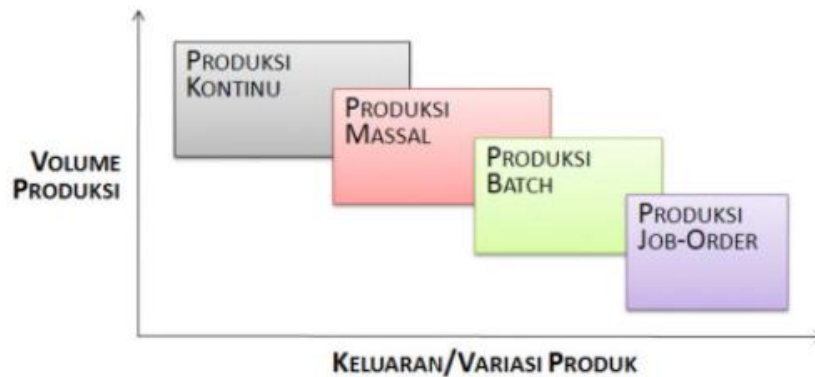 PRODUKSI
KONTINU
PRODUKSI
MASSAL
PRODUKSI
BATCH
PRODUKSI
JOB-ORDER
VOLUME
PRODUKSI
KELUARAN/VARIASI PRODUK